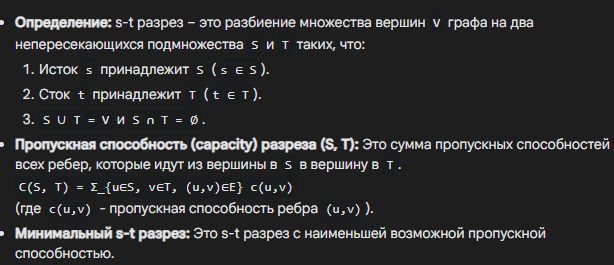 • Определение: s-t разрез – это разбиение множества вершин V графа на два
непересекающихся подмножества S и T таких, что:
1. Исток s принадлежит S ( s ∈ S ).
2. Сток t принадлежит T ( t ∈ T ).
3. S ∪ T = V И S ∩ T = Ø .
• Пропускная способность (capacity) разреза (S, T): Это сумма пропускных способностей
всех ребер, которые идут из вершины в S в вершину в T .
C(S, T) = Σ_{u∈S, v∈T, (u,v)∈E} c(u,v)
(где c(u,v) - пропускная способность ребра (u,v) ).
• Минимальный s-t разрез: Это s-t разрез с наименьшей возможной пропускной
способностью.